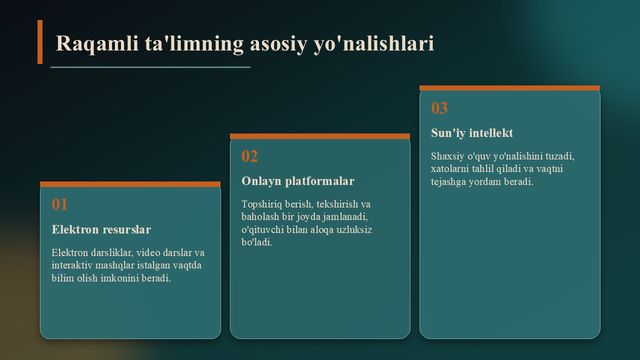 Raqamli ta'limning asosiy yo'nalishlari
01
Elektron resurslar
Elektron darsliklar, video darslar va
interaktiv mashqlar istalgan vaqtda
bilim olish imkonini beradi.
02
Onlayn platformalar
Topshiriq berish, tekshirish va
baholash bir joyda jamlanadi,
o'qituvchi bilan aloqa uzluksiz
bo'ladi.
03
Sun'iy intellekt
Shaxsiy o'quv yo'nalishini tuzadi,
xatolarni tahlil qiladi va vaqtni
tejashga yordam beradi.